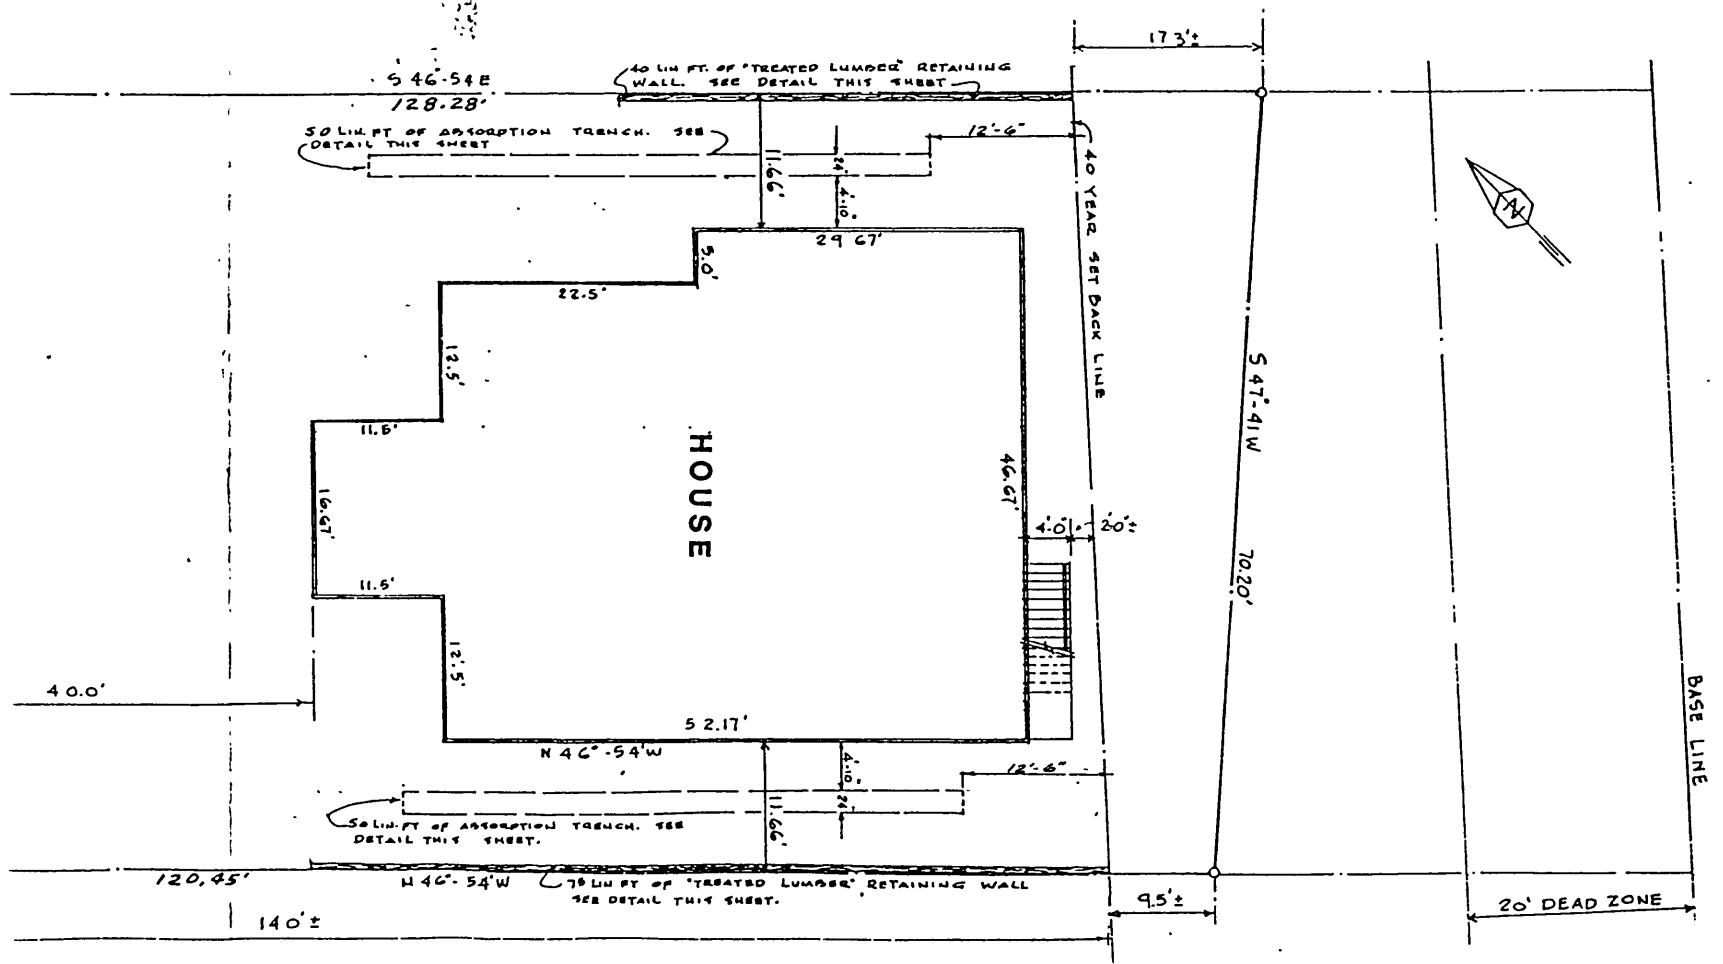 17.3'±
S 46°-54 E
128.28'
40 LIN FT. OF "TREATED LUMBER" RETAINING
WALL. SEE DETAIL THIS SHEET
50 LIN. FT OF ABSORPTION TRENCH. SEE
DETAIL THIS SHEET
12'-6"
11.66'
24"
4'-10"
40 YEAR SET BACK LINE
N
29.67'
5.0'
22.5'
12.5'
11.5'
S 47°-41 W
70.20'
HOUSE
46.67'
16.67'
4'-0"
2'-0"±
11.5'
12.5'
40.0'
52.17'
N 46°-54'W
BASE LINE
4'-10"
24"
12'-6"
11.66'
50 LIN. FT OF ABSORPTION TRENCH. SEE
DETAIL THIS SHEET.
120.45'
N 46°-54'W
75 LIN FT OF "TREATED LUMBER" RETAINING WALL
SEE DETAIL THIS SHEET.
9.5'±
20' DEAD ZONE
140'±